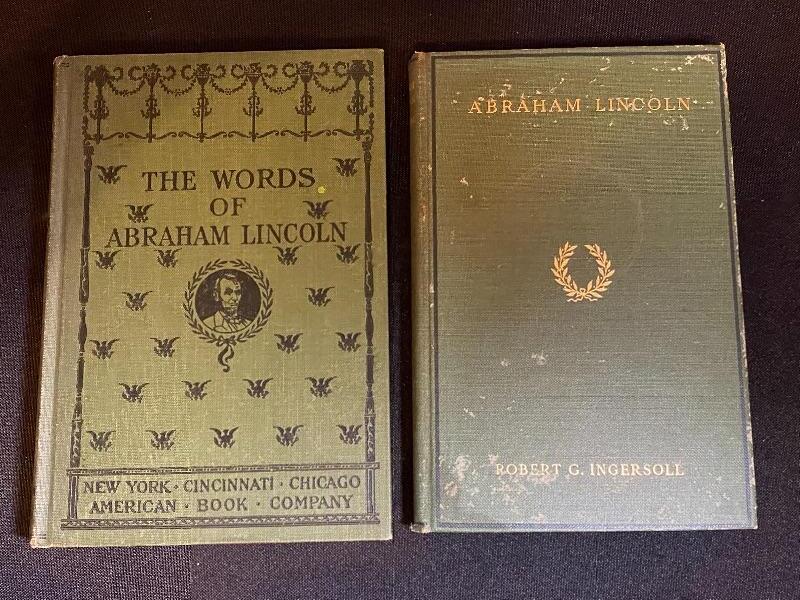 THE WORDS
OF
ABRAHAM LINCOLN
NEW YORK · CINCINNATI · CHICAGO
AMERICAN · BOOK · COMPANY
ABRAHAM LINCOLN
ROBERT G. INGERSOLL